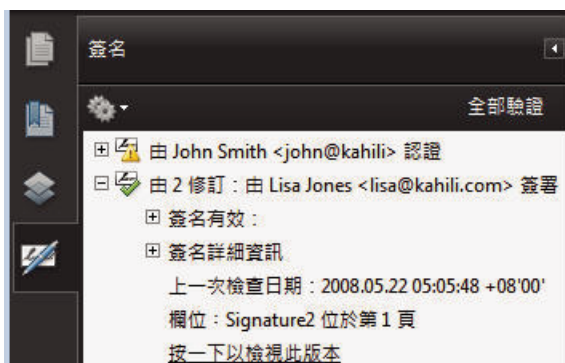 簽名
全部驗證
由 John Smith <john@kahili> 認證
由 2 修訂：由 Lisa Jones <lisa@kahili.com> 簽署
簽名有效：
簽名詳細資訊
上一次檢查日期：2008.05.22 05:05:48 +08'00'
欄位：Signature2 位於第 1 頁
按一下以檢視此版本